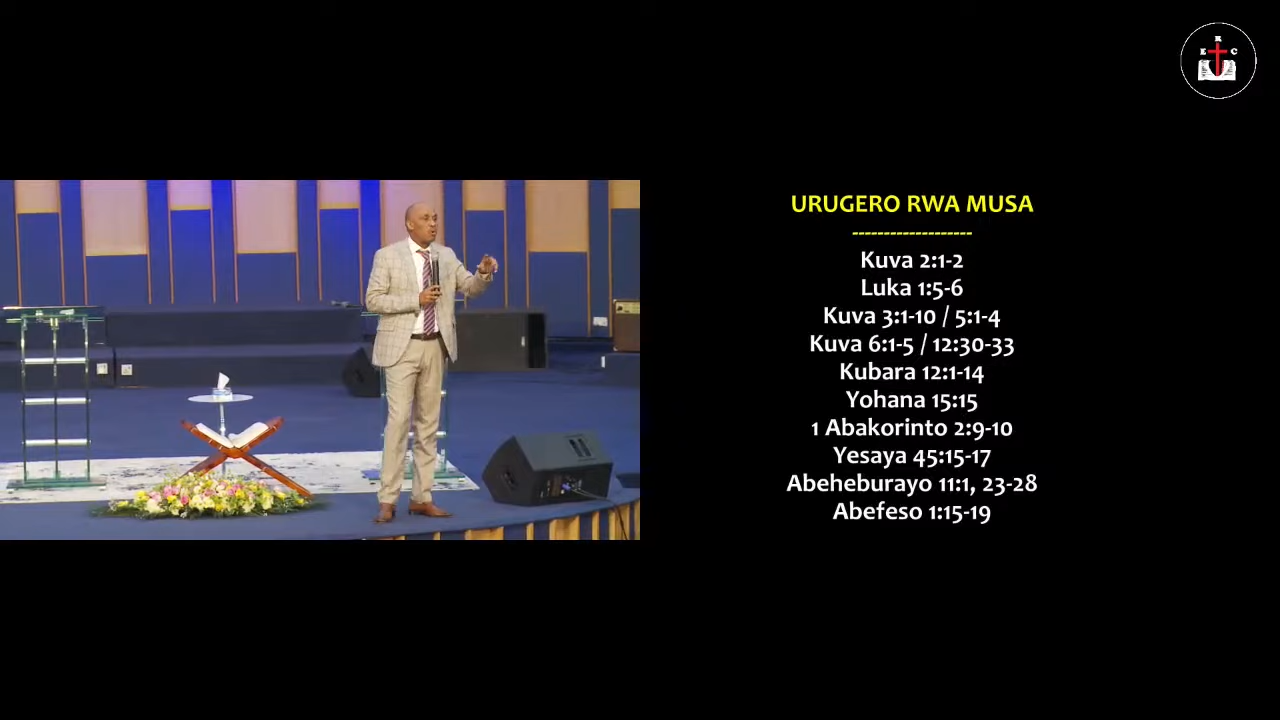 E R C
URUGERO RWA MUSA
-------------------
Kuva 2:1-2
Luka 1:5-6
Kuva 3:1-10 / 5:1-4
Kuva 6:1-5 / 12:30-33
Kubara 12:1-14
Yohana 15:15
1 Abakorinto 2:9-10
Yesaya 45:15-17
Abeheburayo 11:1, 23-28
Abefeso 1:15-19